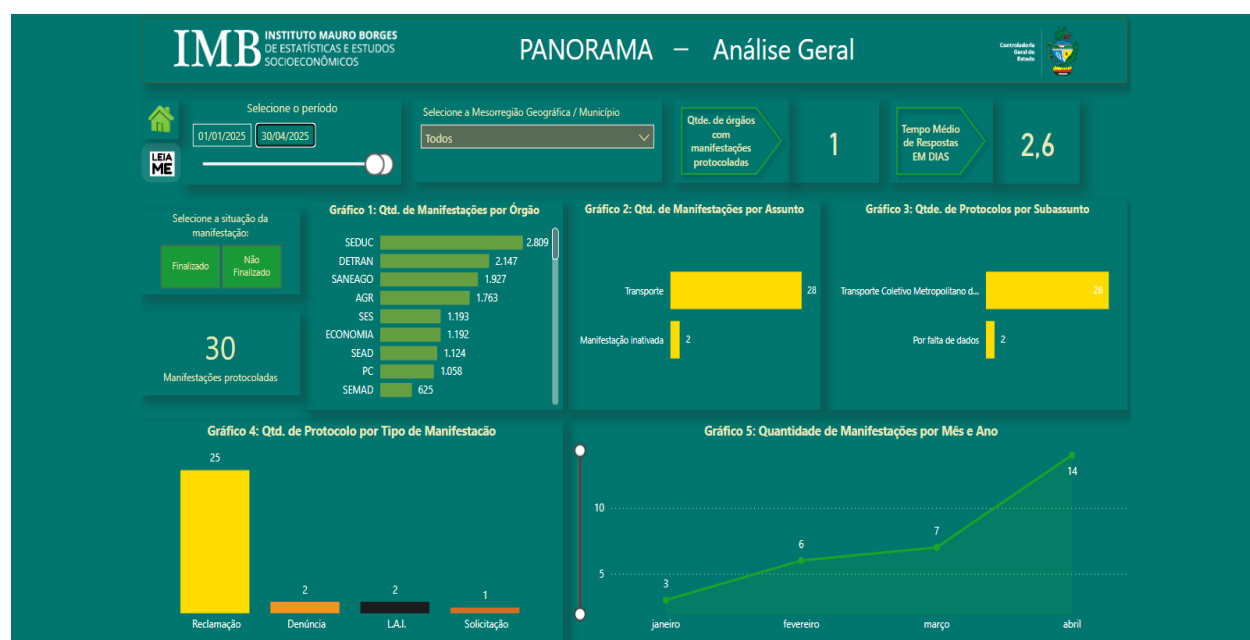 IMB
INSTITUTO MAURO BORGES
DE ESTATÍSTICAS E ESTUDOS
SOCIOECONÔMICOS
PANORAMA – Análise Geral
Controladoria
Geral do
Estado
Selecione o período
01/01/2025
30/04/2025
LEIA
ME
Selecione a Mesorregião Geográfica / Município
Todos
Qtde. de órgãos
com
manifestações
protocoladas
1
Tempo Médio
de Respostas
EM DIAS
2,6
Selecione a situação da
manifestação:
Finalizado
Não
Finalizado
30
Manifestações protocoladas
Gráfico 1: Qtd. de Manifestações por Órgão
SEDUC 2.809
DETRAN 2.147
SANEAGO 1.927
AGR 1.763
SES 1.193
ECONOMIA 1.192
SEAD 1.124
PC 1.058
SEMAD 625
Gráfico 2: Qtd. de Manifestações por Assunto
Transporte 28
Manifestação inativada 2
Gráfico 3: Qtde. de Protocolos por Subassunto
Transporte Coletivo Metropolitano d... 28
Por falta de dados 2
Gráfico 4: Qtd. de Protocolo por Tipo de Manifestacão
25
2
2
1
Reclamação
Denúncia
L.A.I.
Solicitação
Gráfico 5: Quantidade de Manifestações por Mês e Ano
10
5
3
6
7
14
janeiro
fevereiro
março
abril